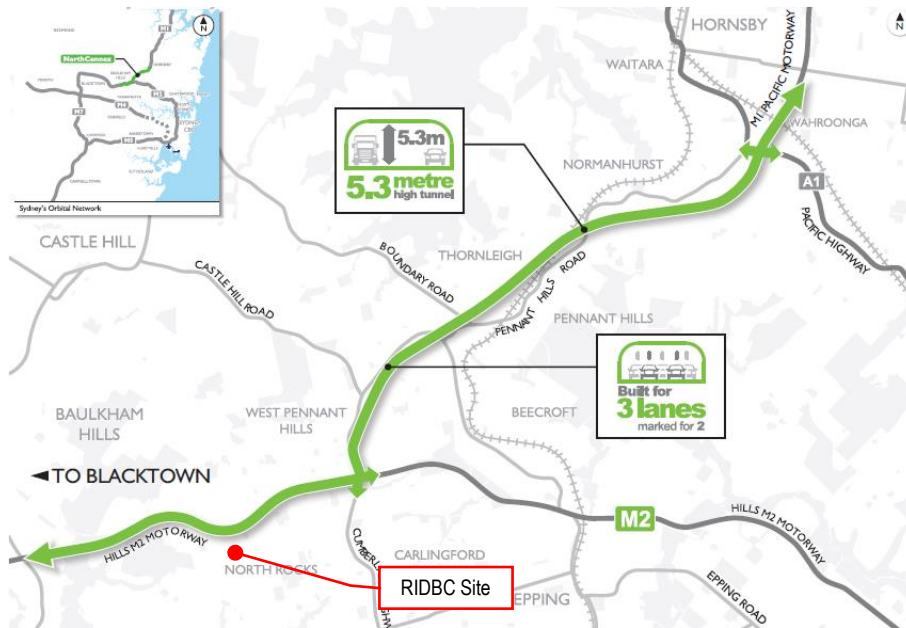 N
M1
NorthConnex
Sydney's Orbital Network
HORNSBY
N
WAITARA
M1 PACIFIC MOTORWAY
WAHROONGA
5.3m
5.3 metre
high tunnel
NORMANHURST
A1
PACIFIC HIGHWAY
CASTLE HILL
CASTLE HILL ROAD
BOUNDARY ROAD
THORNLEIGH
PENNANT HILLS ROAD
PENNANT HILLS
Built for
3 lanes
marked for 2
BAULKHAM
HILLS
WEST PENNANT
HILLS
BEECROFT
◄ TO BLACKTOWN
M2
HILLS M2 MOTORWAY
HILLS M2 MOTORWAY
NORTH ROCKS
CARLINGFORD
RIDBC Site
EPPING
EPPING ROAD